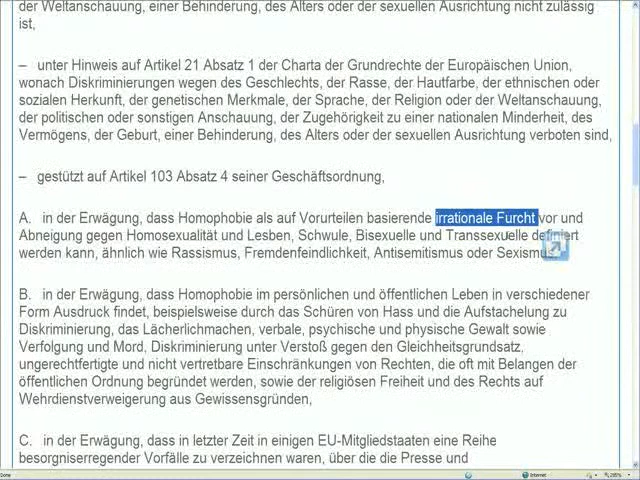 der Weltanschauung, einer Behinderung, des Alters oder der sexuellen Ausrichtung nicht zulässig
ist,
– unter Hinweis auf Artikel 21 Absatz 1 der Charta der Grundrechte der Europäischen Union,
wonach Diskriminierungen wegen des Geschlechts, der Rasse, der Hautfarbe, der ethnischen oder
sozialen Herkunft, der genetischen Merkmale, der Sprache, der Religion oder der Weltanschauung,
der politischen oder sonstigen Anschauung, der Zugehörigkeit zu einer nationalen Minderheit, des
Vermögens, der Geburt, einer Behinderung, des Alters oder der sexuellen Ausrichtung verboten sind,
– gestützt auf Artikel 103 Absatz 4 seiner Geschäftsordnung,
A. in der Erwägung, dass Homophobie als auf Vorurteilen basierende irrationale Furcht vor und
Abneigung gegen Homosexualität und Lesben, Schwule, Bisexuelle und Transsexuelle definiert
werden kann, ähnlich wie Rassismus, Fremdenfeindlichkeit, Antisemitismus oder Sexismus,
B. in der Erwägung, dass Homophobie im persönlichen und öffentlichen Leben in verschiedener
Form Ausdruck findet, beispielsweise durch das Schüren von Hass und die Aufstachelung zu
Diskriminierung, das Lächerlichmachen, verbale, psychische und physische Gewalt sowie
Verfolgung und Mord, Diskriminierung unter Verstoß gegen den Gleichheitsgrundsatz,
ungerechtfertigte und nicht vertretbare Einschränkungen von Rechten, die oft mit Belangen der
öffentlichen Ordnung begründet werden, sowie der religiösen Freiheit und des Rechts auf
Wehrdienstverweigerung aus Gewissensgründen,
C. in der Erwägung, dass in letzter Zeit in einigen EU-Mitgliedstaaten eine Reihe
besorgniserregender Vorfälle zu verzeichnen waren, über die die Presse und
Done Internet